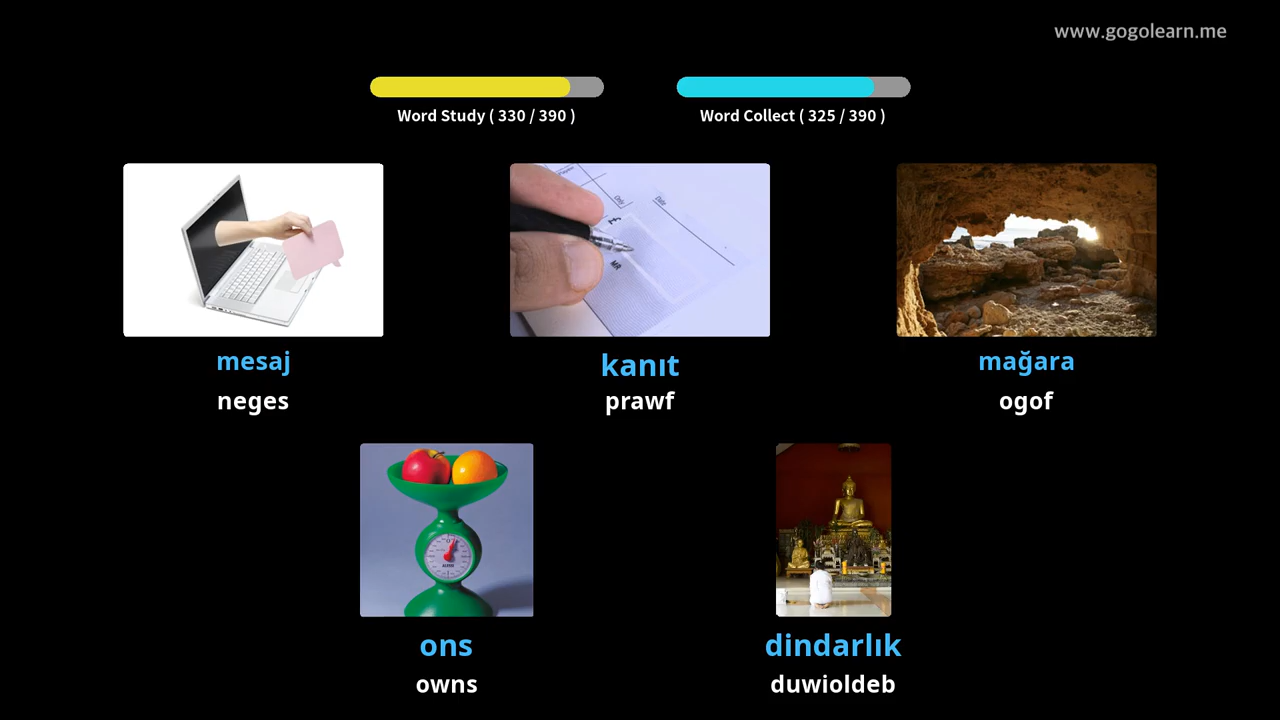 www.gogolearn.me
Word Study ( 330 / 390 )
Word Collect ( 325 / 390 )
mesaj
neges
kanıt
prawf
mağara
ogof
ons
owns
dindarlık
duwioldeb